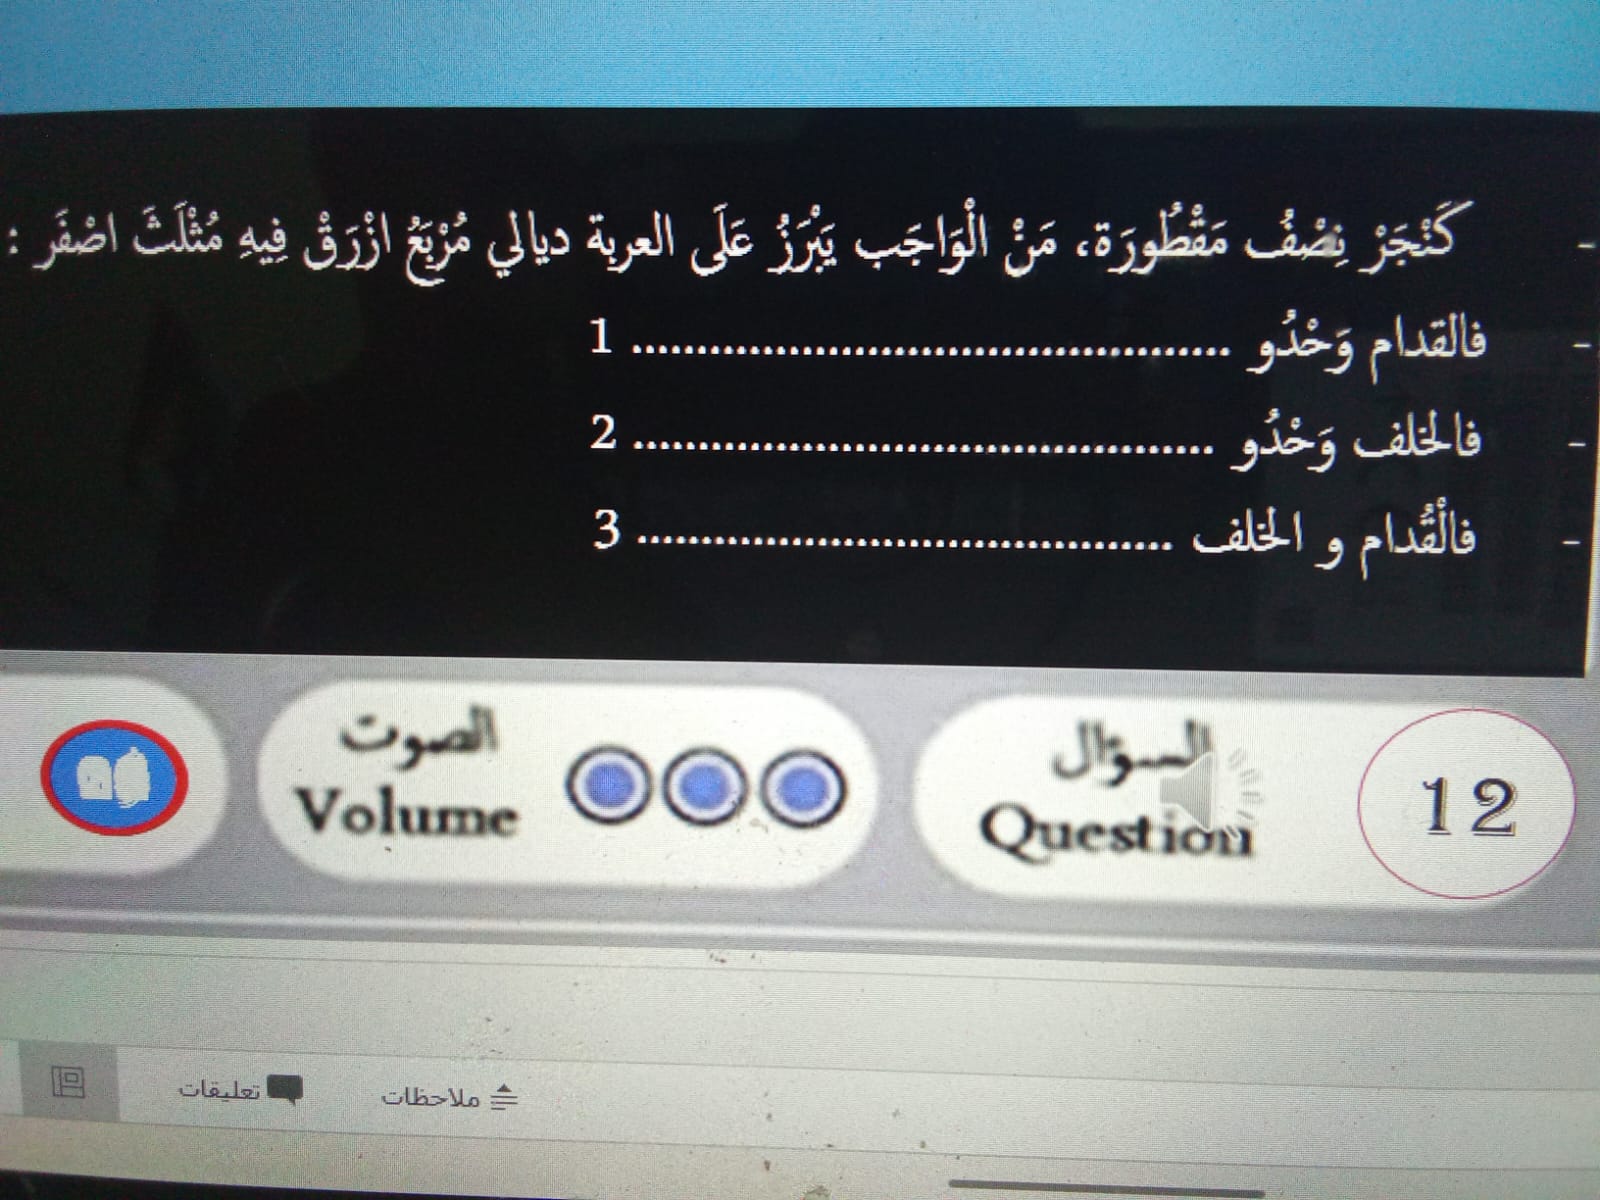 - كَنْجَرْ نِصْفُ مَقْطُورَة، مَنْ الْوَاجَب يَبْرَزُ عَلَى العربة ديالي مُرْبَعُ ازْرَقْ فِيهِ مُثْلَثَ اصْفَر :
- فالقدام وَحْدُو ............................................... 1
- فالخلف وَحْدُو .............................................. 2
- فالْقُدام و الخلف .......................................... 3
12 السؤال الصوت
Question Volume
ملاحظات تعليقات